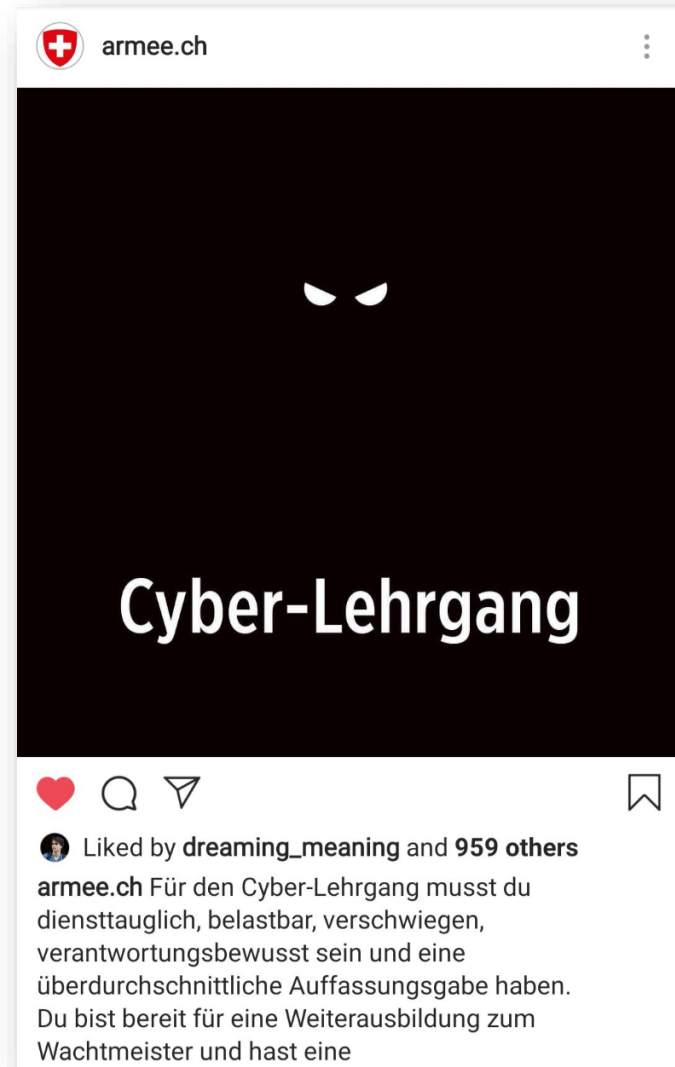 armee.ch
Cyber-Lehrgang
Liked by dreaming_meaning and 959 others
armee.ch Für den Cyber-Lehrgang musst du
diensttauglich, belastbar, verschwiegen,
verantwortungsbewusst sein und eine
überdurchschnittliche Auffassungsgabe haben.
Du bist bereit für eine Weiterausbildung zum
Wachtmeister und hast eine